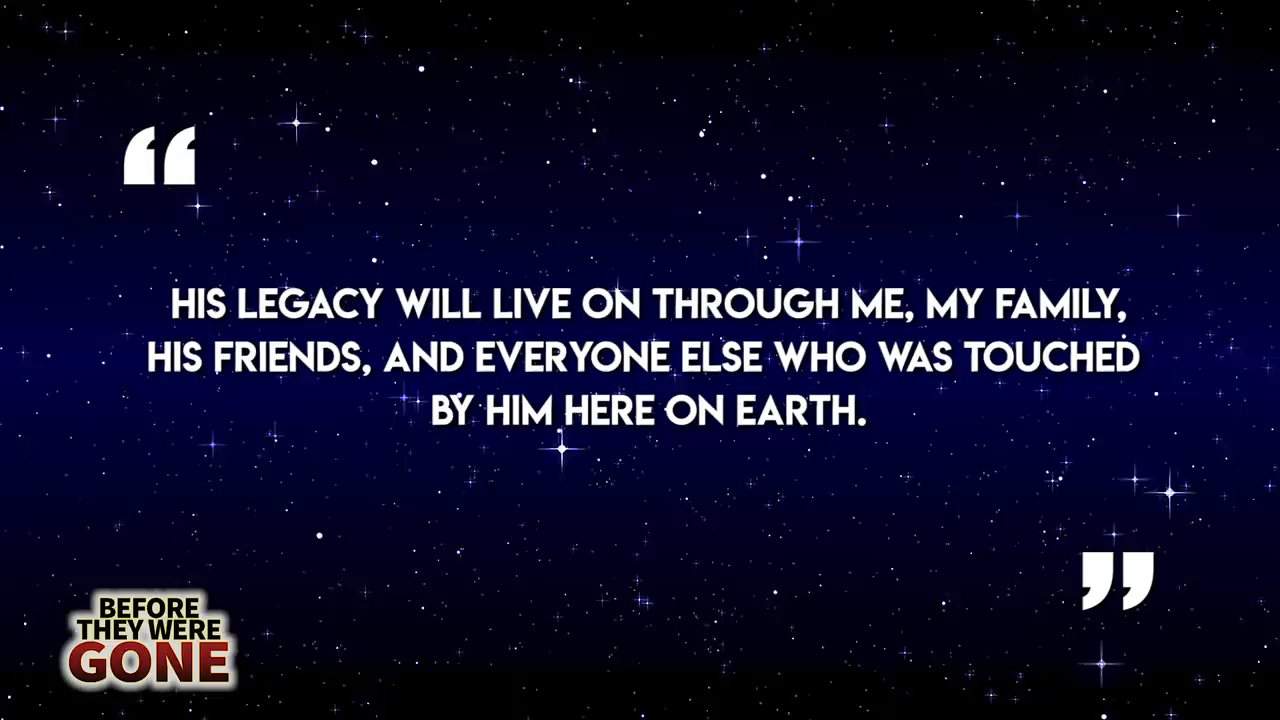 “
HIS LEGACY WILL LIVE ON THROUGH ME, MY FAMILY,
HIS FRIENDS, AND EVERYONE ELSE WHO WAS TOUCHED
BY HIM HERE ON EARTH.
”
BEFORE
THEY WERE
GONE